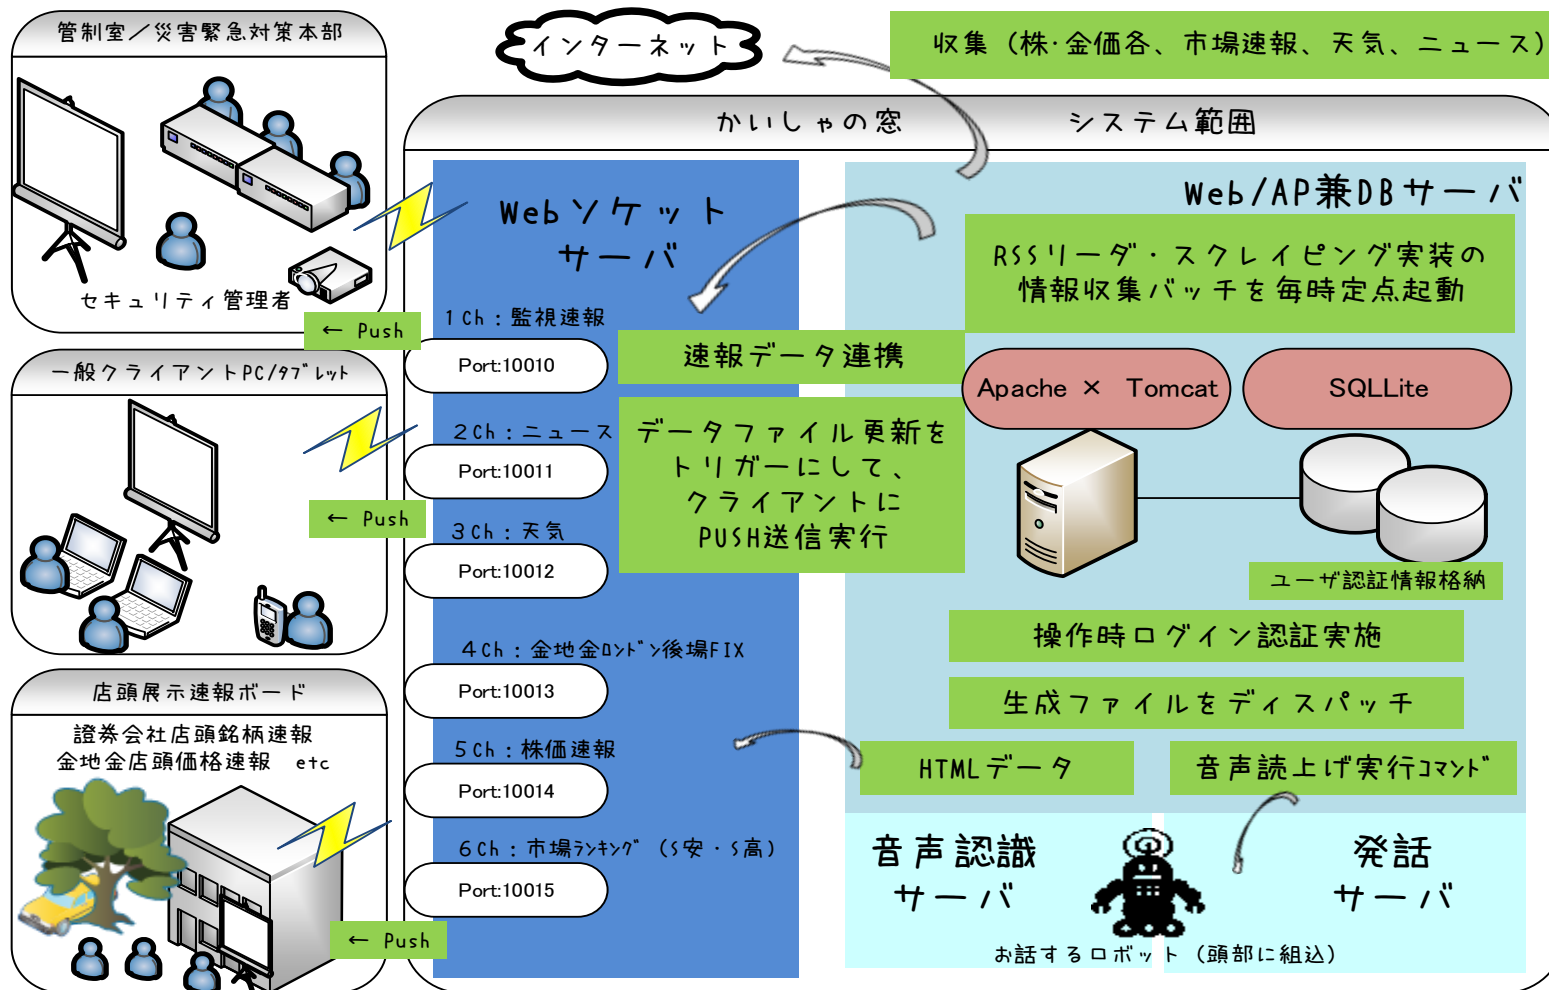 管制室／災害緊急対策本部
セキュリティ管理者
← Push
一般クライアントPC/ﾀﾌﾞﾚｯﾄ
← Push
店頭展示速報ボード
證券会社店頭銘柄速報
金地金店頭価格速報　etc
← Push
インターネット
収集（株･金価各、市場速報、天気、ニュース）
かいしゃの窓　　　　システム範囲
Webソケット
サーバ
1Ch：監視速報
Port:10010
2Ch：ニュース
Port:10011
3Ch：天気
Port:10012
4Ch：金地金ﾛﾝﾄﾞﾝ後場FIX
Port:10013
5Ch：株価速報
Port:10014
6Ch：市場ﾗﾝｷﾝｸﾞ（S安・S高）
Port:10015
速報データ連携
データファイル更新を
トリガーにして、
クライアントに
PUSH送信実行
Web/AP兼DBサーバ
RSSリーダ・スクレイピング実装の
情報収集バッチを毎時定点起動
Apache × Tomcat
SQLLite
ユーザ認証情報格納
操作時ログイン認証実施
生成ファイルをディスパッチ
HTMLデータ
音声読上げ実行ｺﾏﾝﾄﾞ
音声認識
サーバ
発話
サーバ
お話するロボット（頭部に組込）